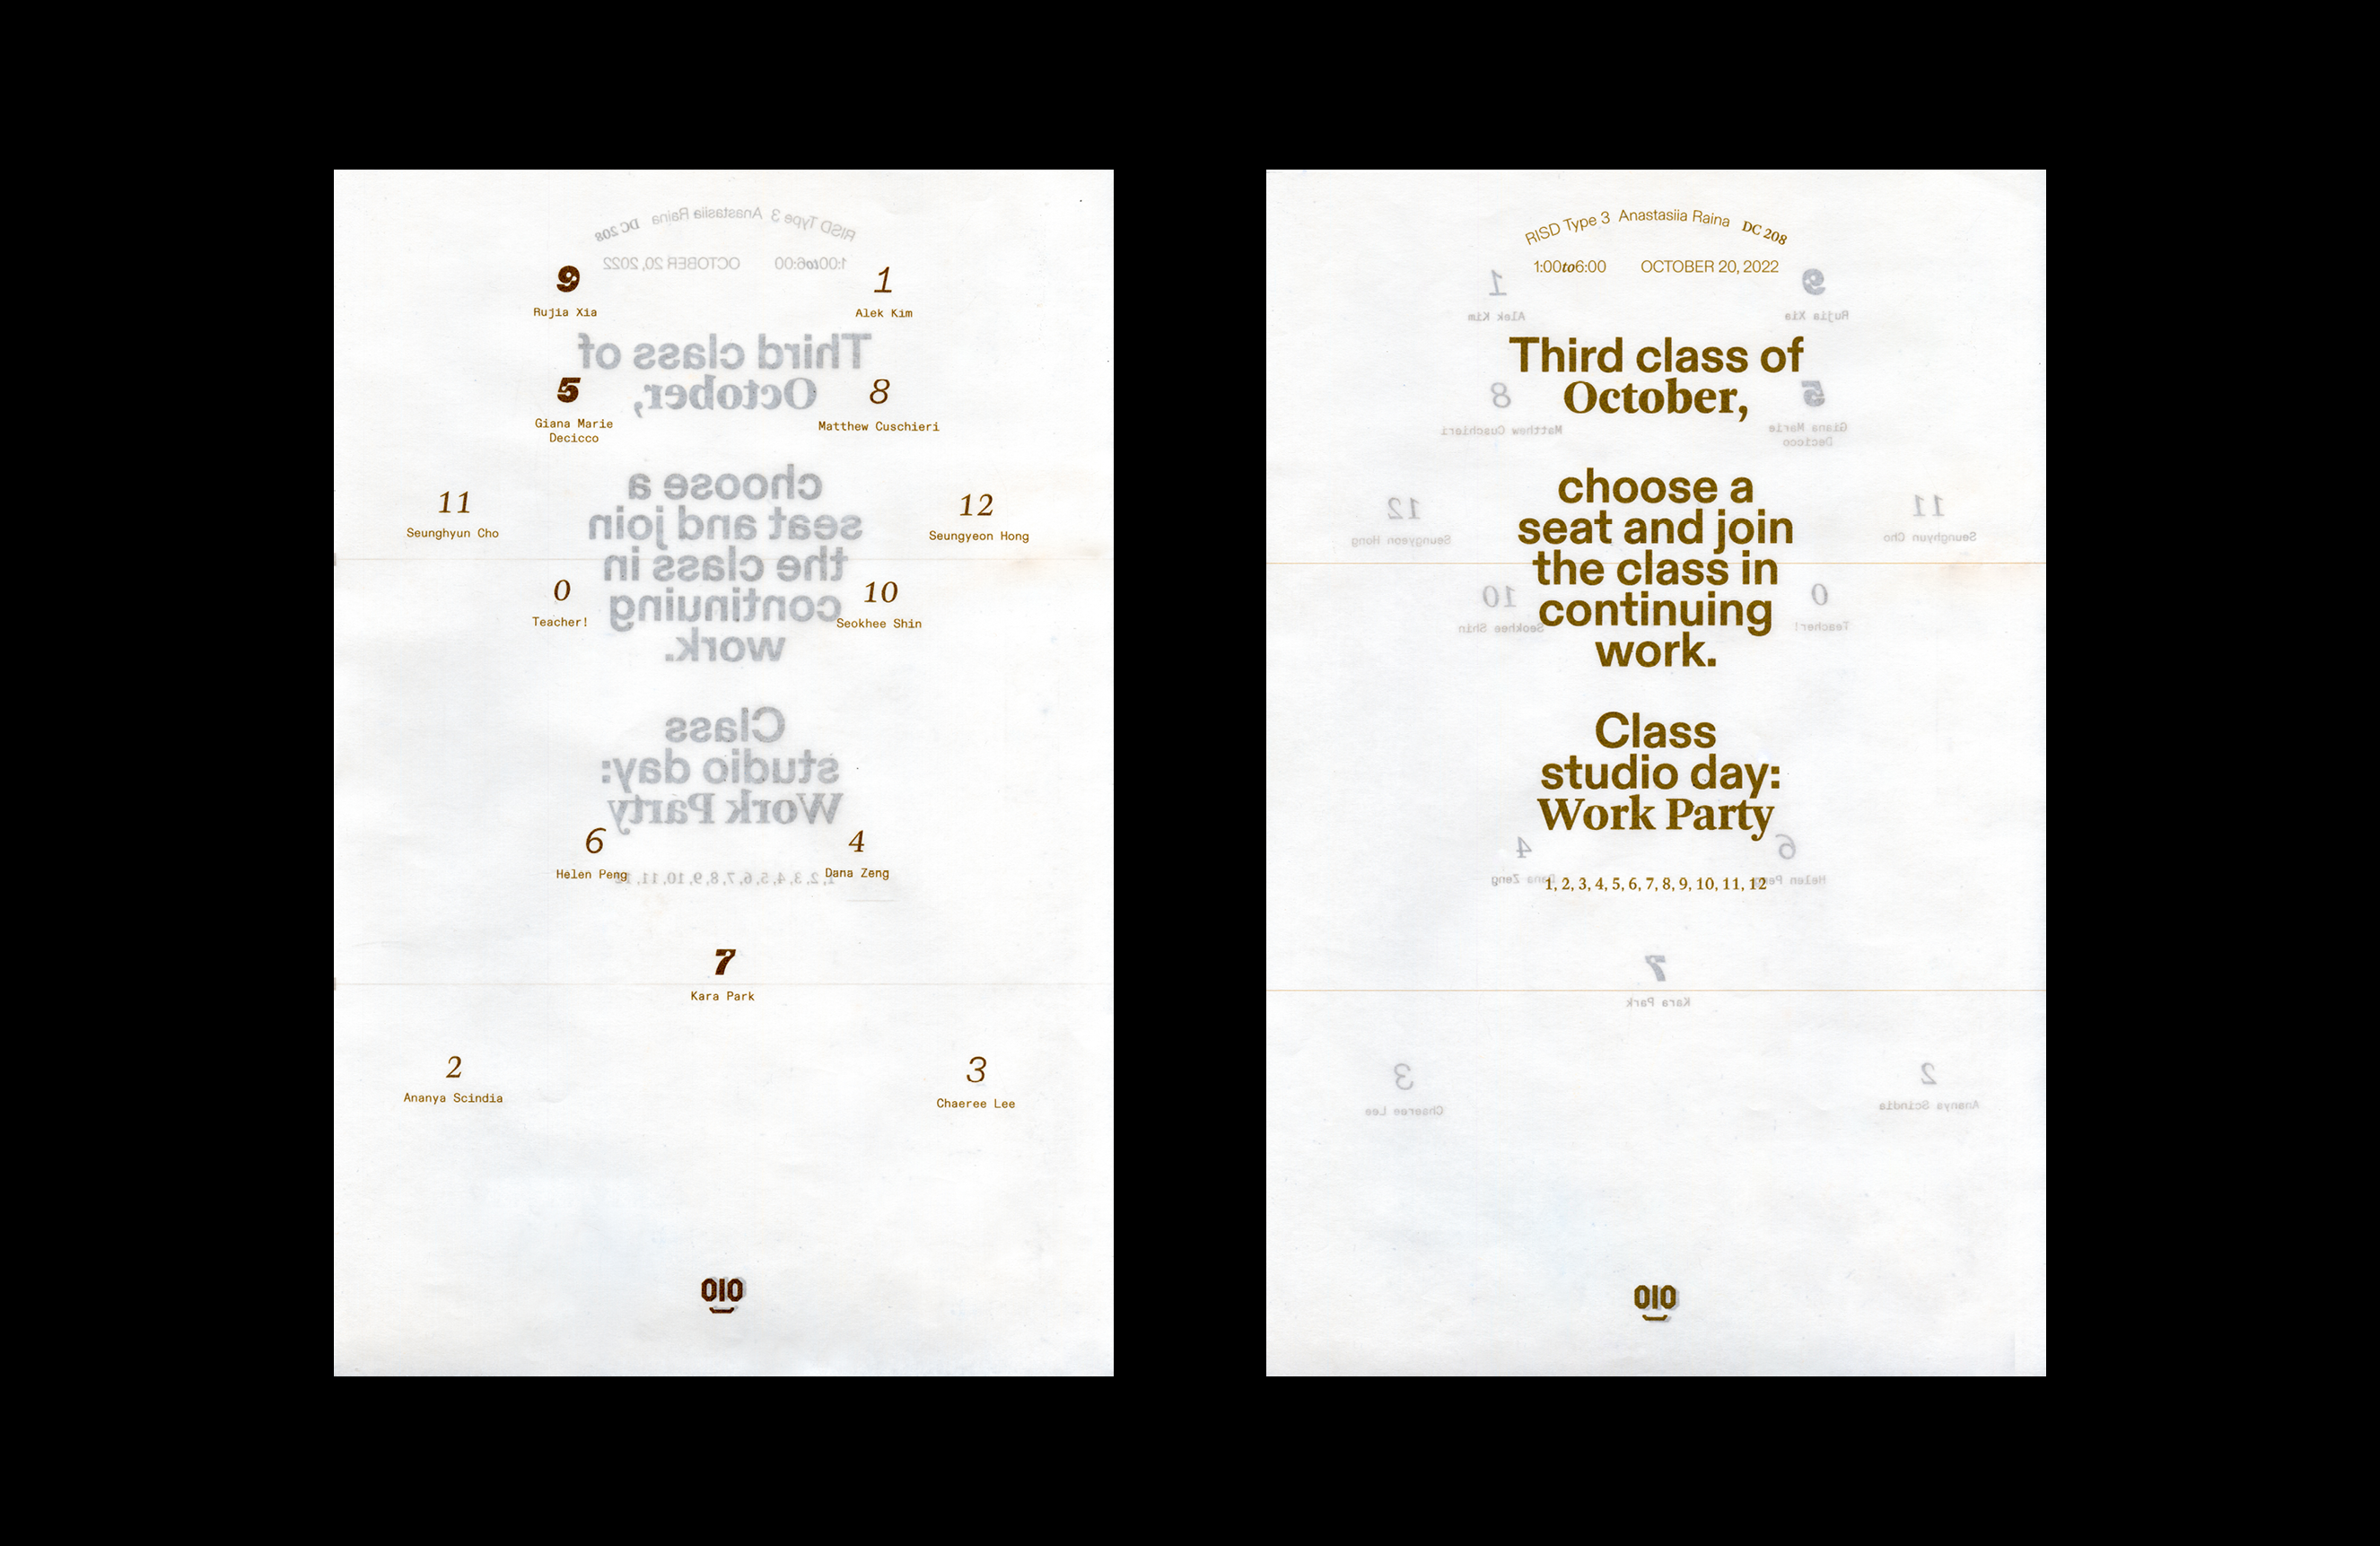 9
1
Rujia Xia
Alek Kim
5
8
Giana Marie
Decicco
Matthew Cuschieri
11
12
Seunghyun Cho
Seungyeon Hong
0
10
Teacher!
Seokhee Shin
6
4
Helen Peng
Dana Zeng
7
Kara Park
2
3
Ananya Scindia
Chaeree Lee
010
RISD Type 3 Anastasiia Raina DC 208
1:00to6:00 OCTOBER 20, 2022
Third class of
October,
choose a
seat and join
the class in
continuing
work.
Class
studio day:
Work Party
1, 2, 3, 4, 5, 6, 7, 8, 9, 10, 11, 12
010